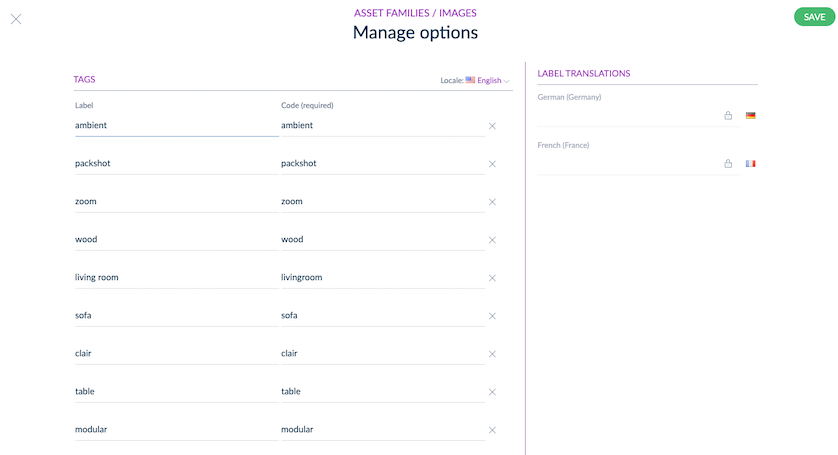 ASSET FAMILIES / IMAGES
SAVE
Manage options
TAGS
Locale: English
Label Code (required)
ambient ambient
packshot packshot
zoom zoom
wood wood
living room livingroom
sofa sofa
clair clair
table table
modular modular
LABEL TRANSLATIONS
German (Germany)
French (France)